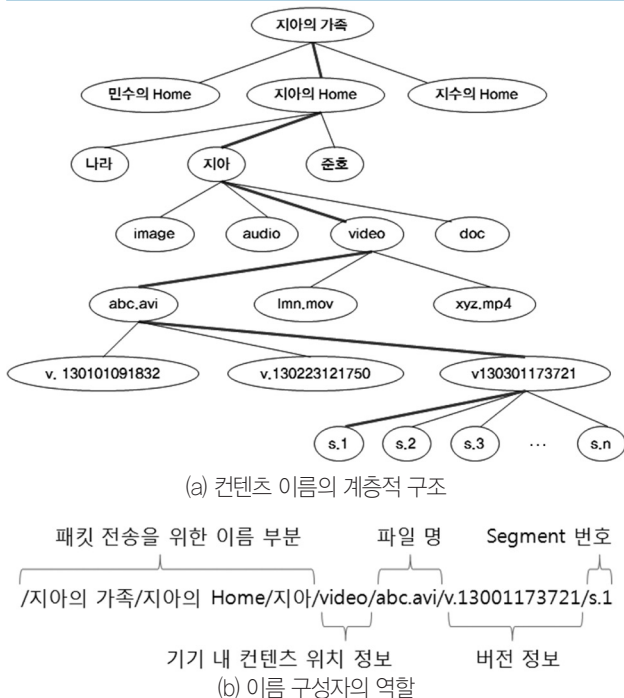 지아의 가족
민수의 Home 지아의 Home 지수의 Home
나라 지아 준호
image audio video doc
abc.avi lmn.mov xyz.mp4
v. 130101091832 v.130223121750 v130301173721
s.1 s.2 s.3 ... s.n
(a) 컨텐츠 이름의 계층적 구조
패킷 전송을 위한 이름 부분 파일 명 Segment 번호
/지아의 가족/지아의 Home/지아/video/abc.avi/v.13001173721/s.1
기기 내 컨텐츠 위치 정보 버전 정보
(b) 이름 구성자의 역할